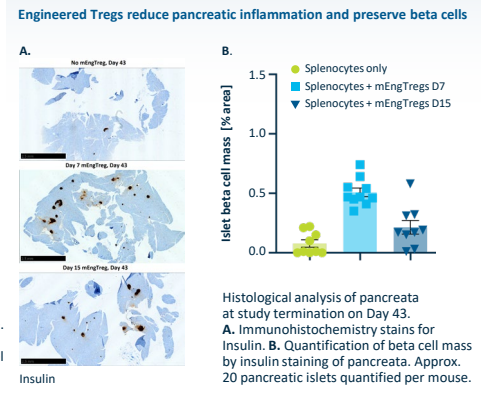 Engineered Tregs reduce pancreatic inflammation and preserve beta cells
A.
No mEngTreg, Day 43
Day 7 mEngTreg, Day 43
Day 15 mEngTreg, Day 43
Insulin
.
l
B.
Splenocytes only
Splenocytes + mEngTregs D7
Splenocytes + mEngTregs D15
Islet beta cell mass [% area]
1.5
1.0
0.5
0.0
Histological analysis of pancreata
at study termination on Day 43.
A. Immunohistochemistry stains for
Insulin. B. Quantification of beta cell mass
by insulin staining of pancreata. Approx.
20 pancreatic islets quantified per mouse.